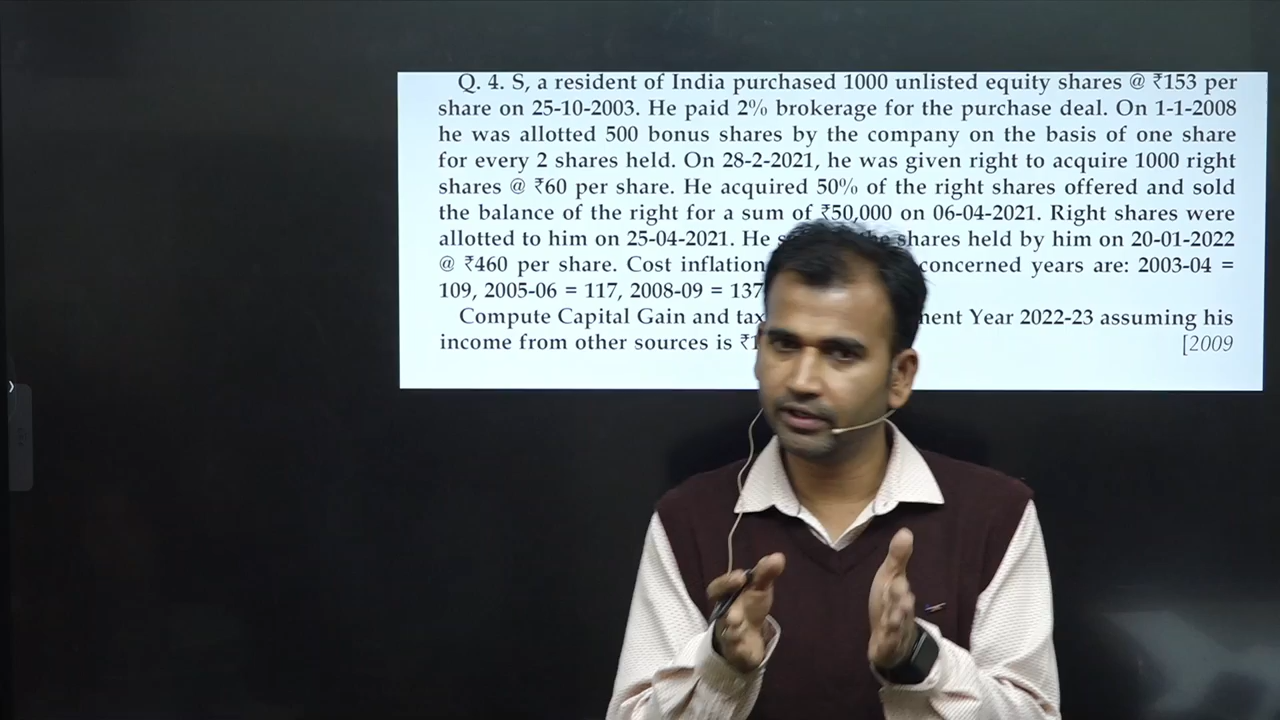 Q. 4. S, a resident of India purchased 1000 unlisted equity shares @ ₹153 per
share on 25-10-2003. He paid 2% brokerage for the purchase deal. On 1-1-2008
he was allotted 500 bonus shares by the company on the basis of one share
for every 2 shares held. On 28-2-2021, he was given right to acquire 1000 right
shares @ ₹60 per share. He acquired 50% of the right shares offered and sold
the balance of the right for a sum of ₹50,000 on 06-04-2021. Right shares were
allotted to him on 25-04-2021. He shares held by him on 20-01-2022
@ ₹460 per share. Cost inflation concerned years are: 2003-04 =
109, 2005-06 = 117, 2008-09 = 137
Compute Capital Gain and tax Year 2022-23 assuming his
income from other sources is [2009